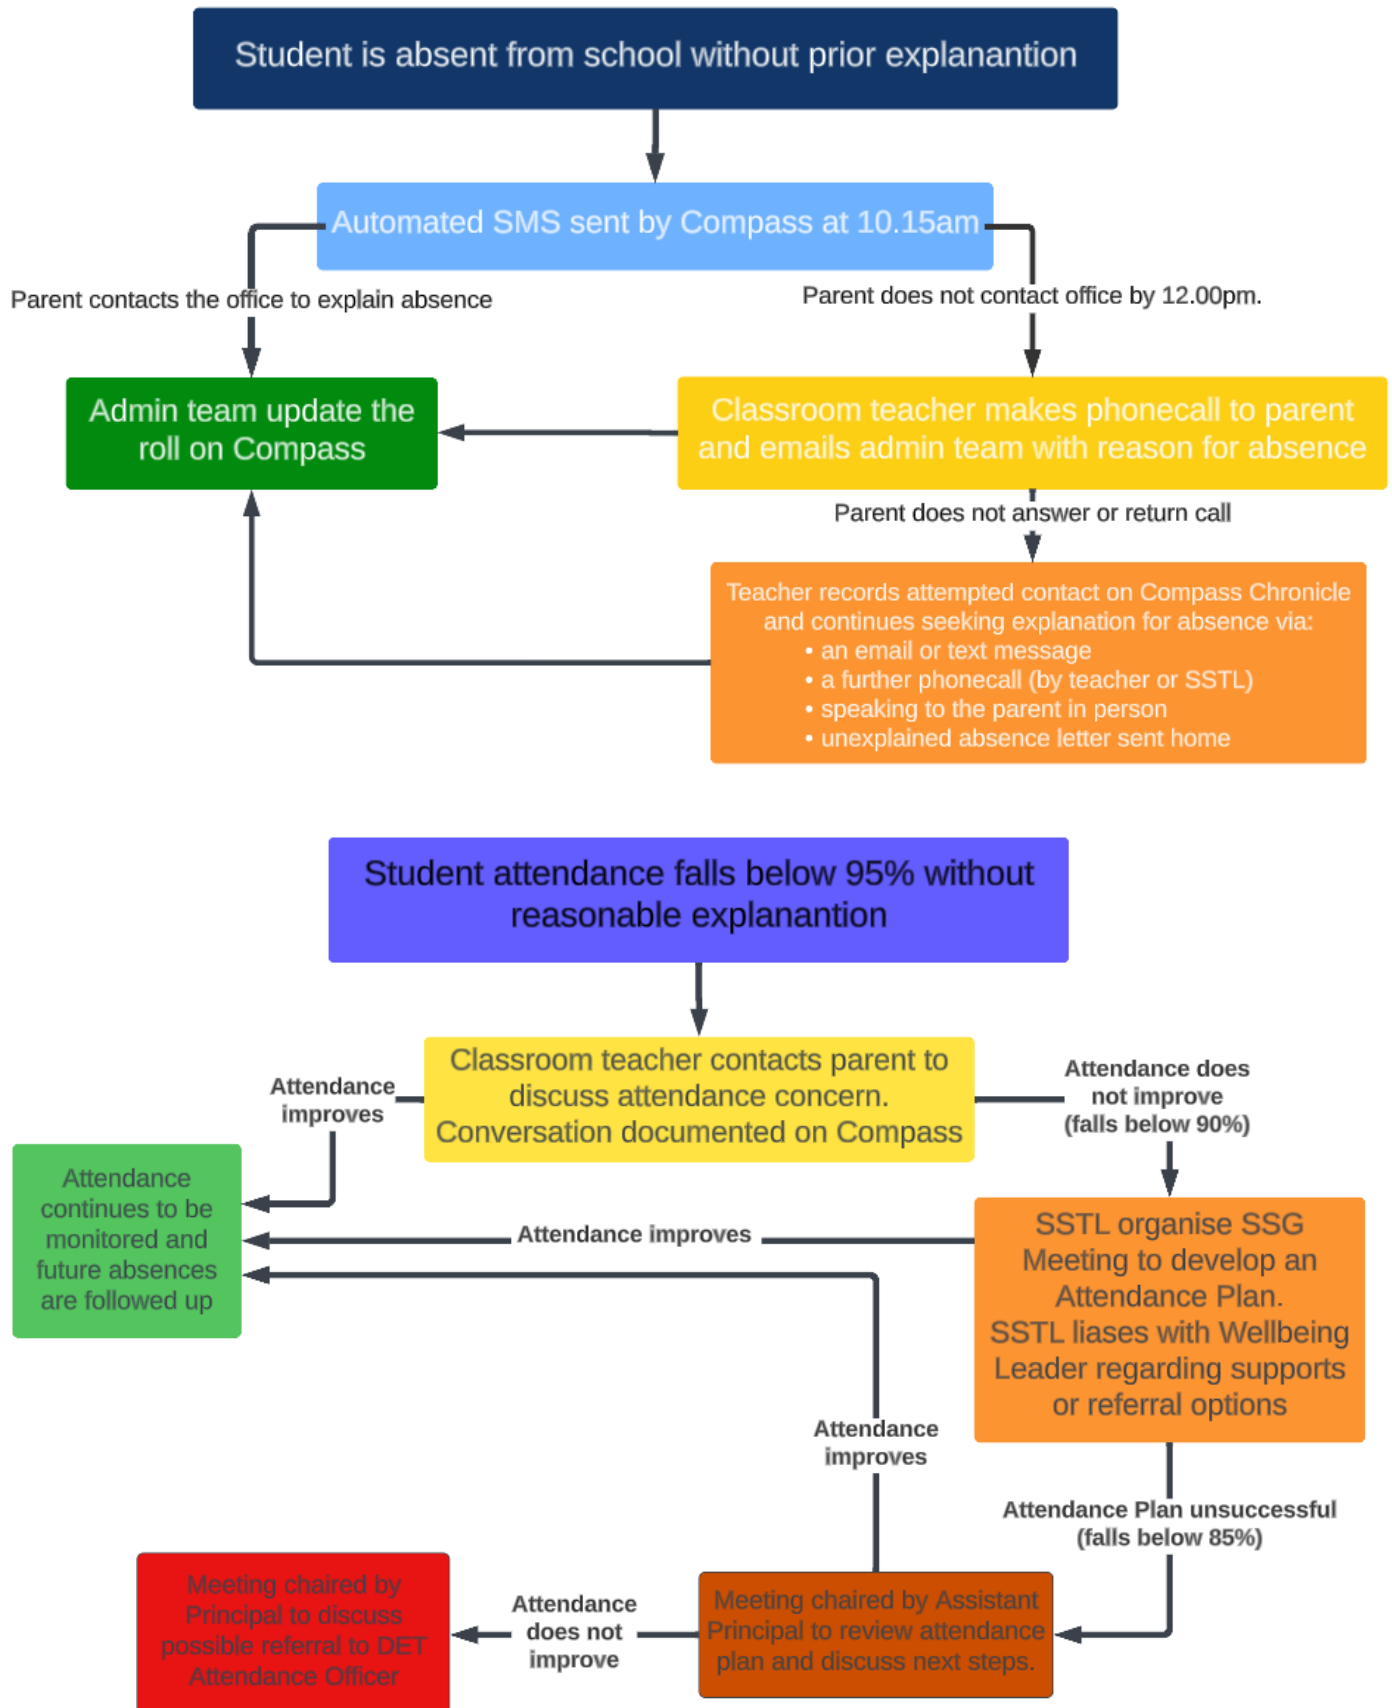 Student is absent from school without prior explanantion
Automated SMS sent by Compass at 10.15am
Parent contacts the office to explain absence
Parent does not contact office by 12.00pm.
Admin team update the
roll on Compass
Classroom teacher makes phonecall to parent
and emails admin team with reason for absence
Parent does not answer or return call
Teacher records attempted contact on Compass Chronicle
and continues seeking explanation for absence via:
• an email or text message
• a further phonecall (by teacher or SSTL)
• speaking to the parent in person
• unexplained absence letter sent home
Student attendance falls below 95% without
reasonable explanantion
Classroom teacher contacts parent to
discuss attendance concern.
Conversation documented on Compass
Attendance
improves
Attendance does
not improve
(falls below 90%)
Attendance
continues to be
monitored and
future absences
are followed up
Attendance improves
SSTL organise SSG
Meeting to develop an
Attendance Plan.
SSTL liases with Wellbeing
Leader regarding supports
or referral options
Attendance
improves
Attendance Plan unsuccessful
(falls below 85%)
Meeting chaired by Assistant
Principal to review attendance
plan and discuss next steps.
Attendance
does not
improve
Meeting chaired by
Principal to discuss
possible referral to DET
Attendance Officer